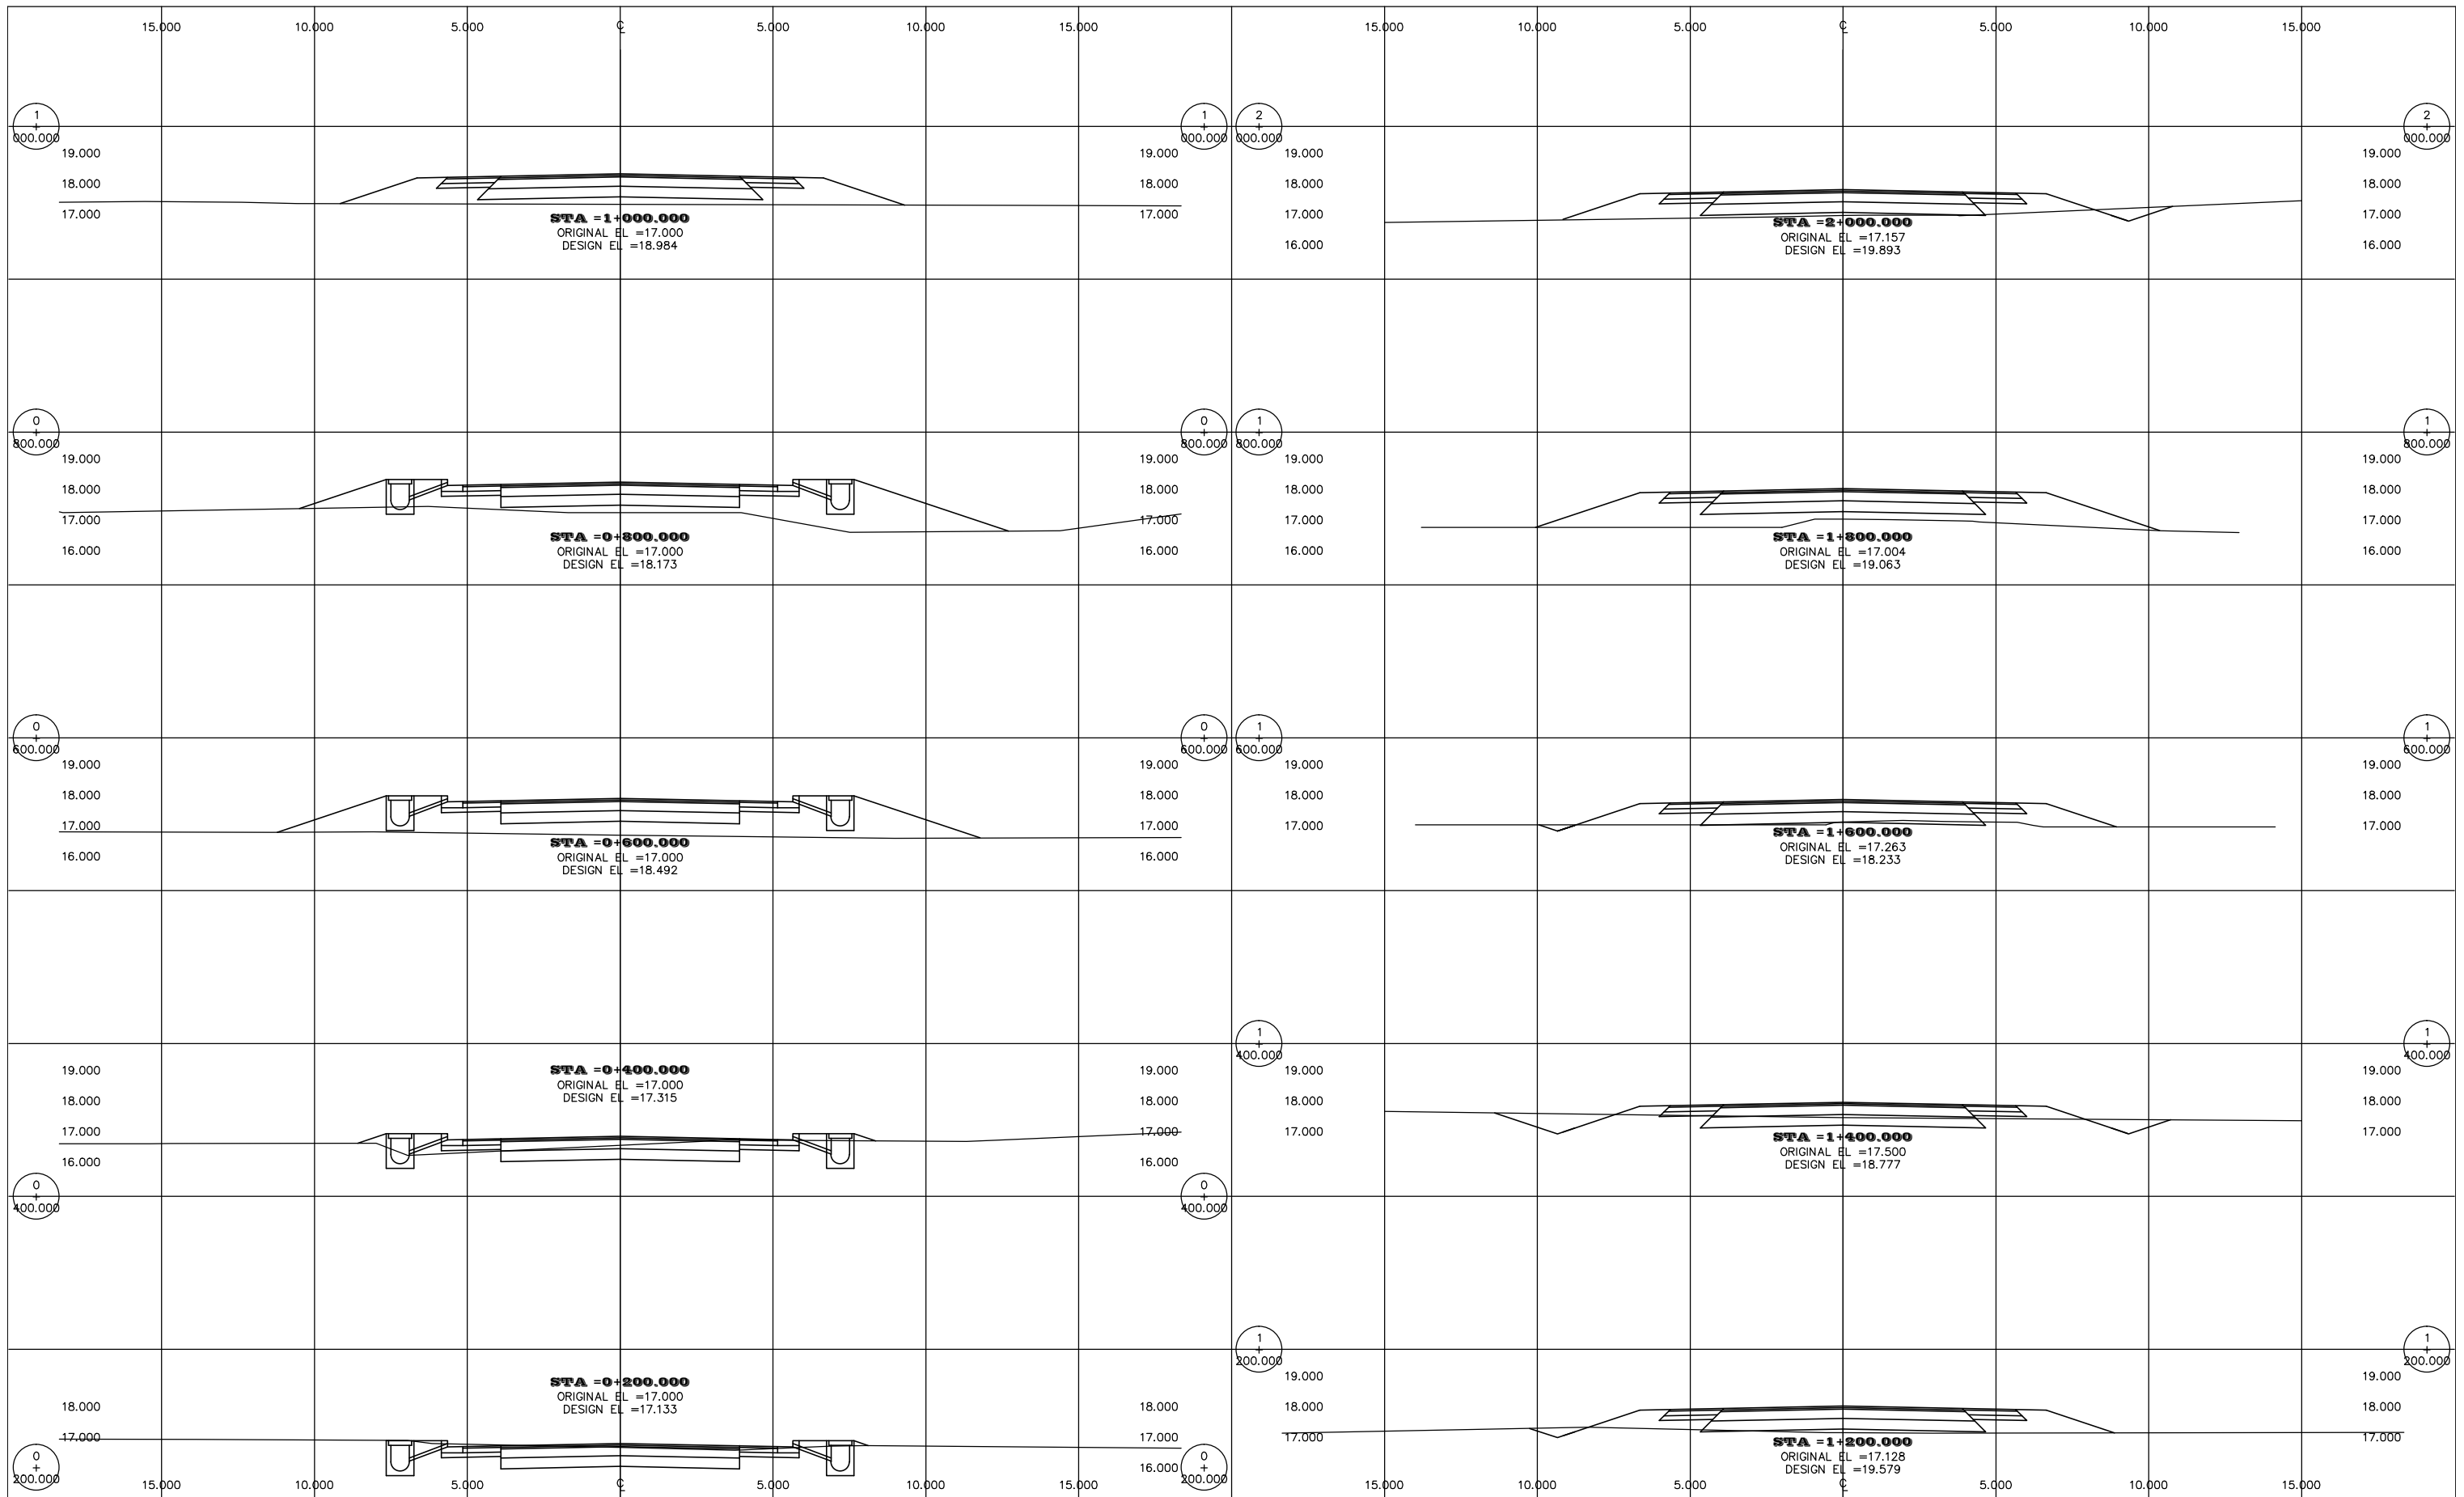 15.000 10.000 5.000 ℄ 5.000 10.000 15.000 15.000 10.000 5.000 ℄ 5.000 10.000 15.000
1 1 2 2
+ + + +
000.000 000.000 000.000 000.000
19.000 19.000 19.000 19.000
18.000 18.000 18.000 18.000
17.000 17.000 17.000 17.000
STA =1+000.000
ORIGINAL EL =17.000
DESIGN EL =18.984
STA =2+000.000
ORIGINAL EL =17.157
DESIGN EL =19.893
16.000 16.000
0 0 1 1
+ + + +
800.000 800.000 800.000 800.000
19.000 19.000 19.000 19.000
18.000 18.000 18.000 18.000
17.000 17.000 17.000 17.000
STA =0+800.000
ORIGINAL EL =17.000
DESIGN EL =18.173
STA =1+800.000
ORIGINAL EL =17.004
DESIGN EL =19.063
16.000 16.000 16.000 16.000
0 0 1 1
+ + + +
600.000 600.000 600.000 600.000
19.000 19.000 19.000 19.000
18.000 18.000 18.000 18.000
17.000 17.000 17.000 17.000
STA =0+600.000
ORIGINAL EL =17.000
DESIGN EL =18.492
STA =1+600.000
ORIGINAL EL =17.263
DESIGN EL =18.233
16.000 16.000
1 1
+ +
400.000 400.000
19.000 19.000 19.000 19.000
STA =0+400.000
ORIGINAL EL =17.000
DESIGN EL =17.315
18.000 18.000 18.000 18.000
17.000 17.000 17.000 17.000
STA =1+400.000
ORIGINAL EL =17.500
DESIGN EL =18.777
16.000 16.000
0 0
+ +
400.000 400.000
1 1
+ +
200.000 200.000
19.000 19.000
STA =0+200.000
ORIGINAL EL =17.000
DESIGN EL =17.133
18.000 18.000 18.000 18.000
17.000 17.000 17.000 17.000
STA =1+200.000
ORIGINAL EL =17.128
DESIGN EL =19.579
0 16.000 0
+ +
200.000 200.000
15.000 10.000 5.000 ℄ 5.000 10.000 15.000 15.000 10.000 5.000 ℄ 5.000 10.000 15.000